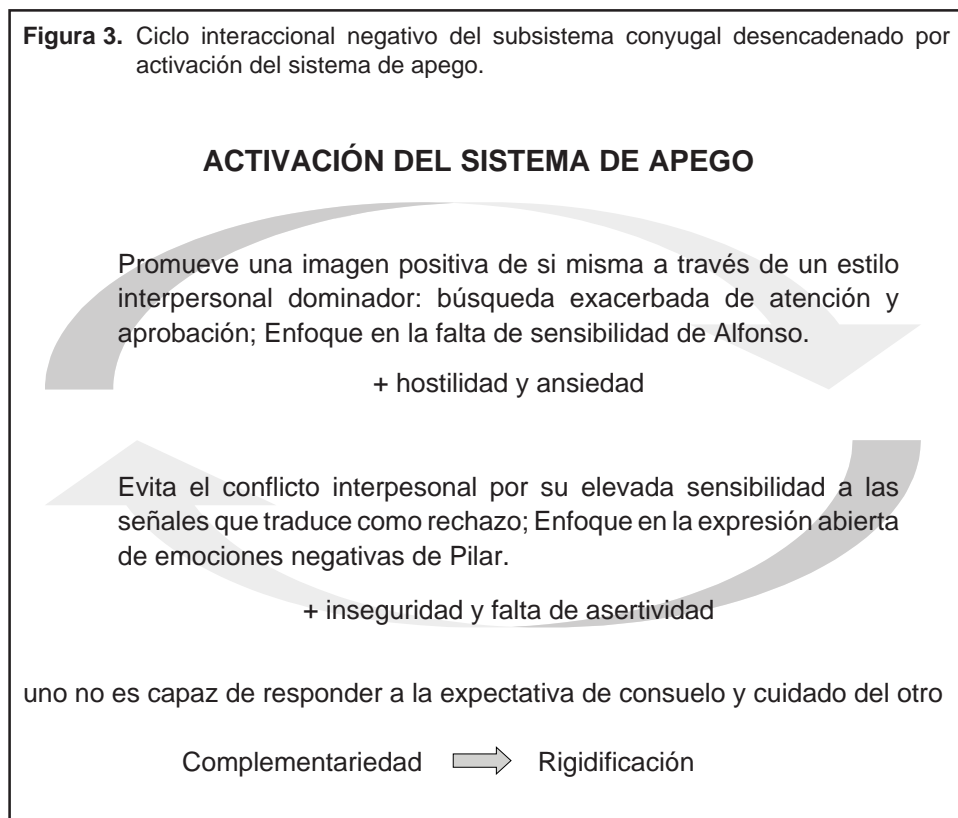 Figura 3. Ciclo interaccional negativo del subsistema conyugal desencadenado por
activación del sistema de apego.
ACTIVACIÓN DEL SISTEMA DE APEGO
Promueve una imagen positiva de si misma a través de un estilo
interpersonal dominador: búsqueda exacerbada de atención y
aprobación; Enfoque en la falta de sensibilidad de Alfonso.
+ hostilidad y ansiedad
Evita el conflicto interpesonal por su elevada sensibilidad a las
señales que traduce como rechazo; Enfoque en la expresión abierta
de emociones negativas de Pilar.
+ inseguridad y falta de asertividad
uno no es capaz de responder a la expectativa de consuelo y cuidado del otro
Complementariedad Rigidificación